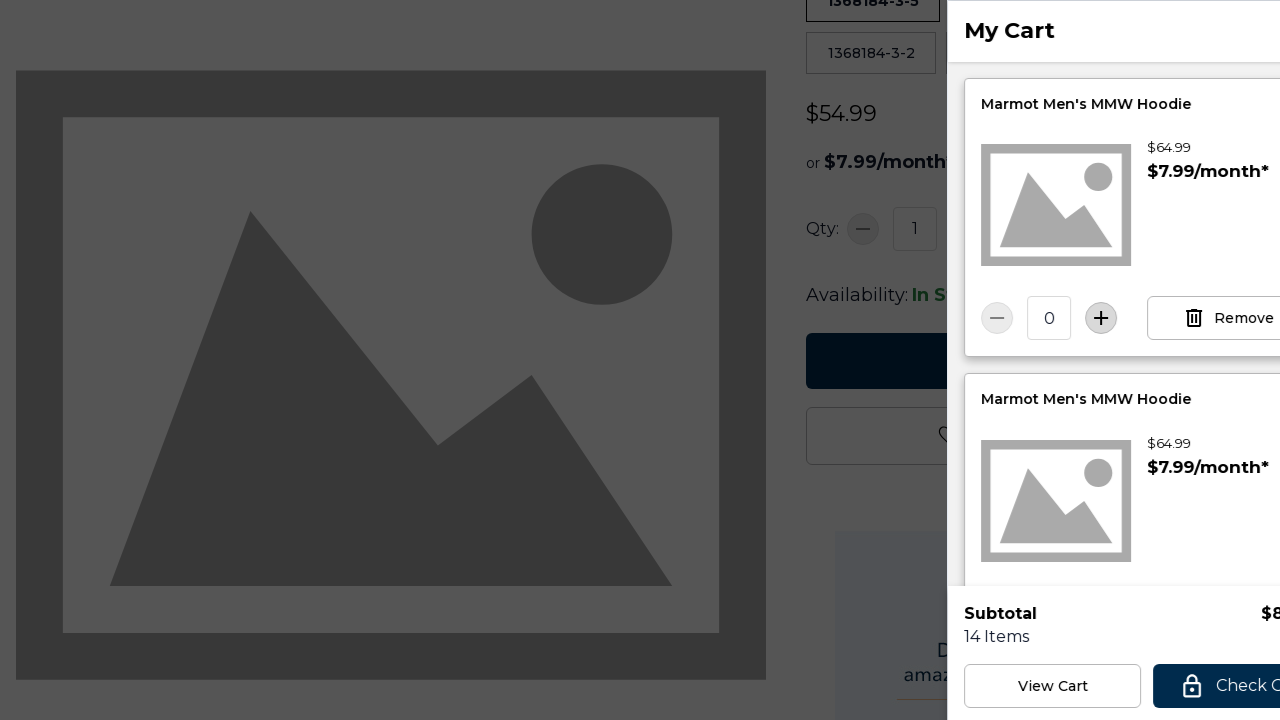 1368184-3-5
1368184-3-2
$54.99
or $7.99/month
Qty: 1
Availability: In S
My Cart
Marmot Men's MMW Hoodie
$64.99
$7.99/month*
0
Remove
Marmot Men's MMW Hoodie
$64.99
$7.99/month*
Subtotal $8
14 Items
View Cart
Check